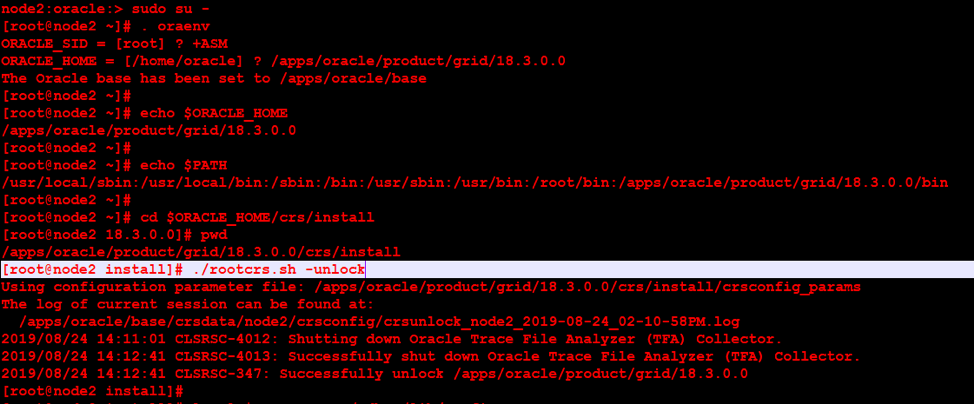 node2:oracle:> sudo su -
[root@node2 ~]# . oraenv
ORACLE_SID = [root] ? +ASM
ORACLE_HOME = [/home/oracle] ? /apps/oracle/product/grid/18.3.0.0
The Oracle base has been set to /apps/oracle/base
[root@node2 ~]#
[root@node2 ~]# echo $ORACLE_HOME
/apps/oracle/product/grid/18.3.0.0
[root@node2 ~]#
[root@node2 ~]# echo $PATH
/usr/local/sbin:/usr/local/bin:/sbin:/bin:/usr/sbin:/usr/bin:/root/bin:/apps/oracle/product/grid/18.3.0.0/bin
[root@node2 ~]#
[root@node2 ~]# cd $ORACLE_HOME/crs/install
[root@node2 18.3.0.0]# pwd
/apps/oracle/product/grid/18.3.0.0/crs/install
[root@node2 install]# ./rootcrs.sh -unlock
Using configuration parameter file: /apps/oracle/product/grid/18.3.0.0/crs/install/crsconfig_params
The log of current session can be found at:
/apps/oracle/base/crsdata/node2/crsconfig/crsunlock_node2_2019-08-24_02-10-58PM.log
2019/08/24 14:11:01 CLSRSC-4012: Shutting down Oracle Trace File Analyzer (TFA) Collector.
2019/08/24 14:12:41 CLSRSC-4013: Successfully shut down Oracle Trace File Analyzer (TFA) Collector.
2019/08/24 14:12:41 CLSRSC-347: Successfully unlock /apps/oracle/product/grid/18.3.0.0
[root@node2 install]#